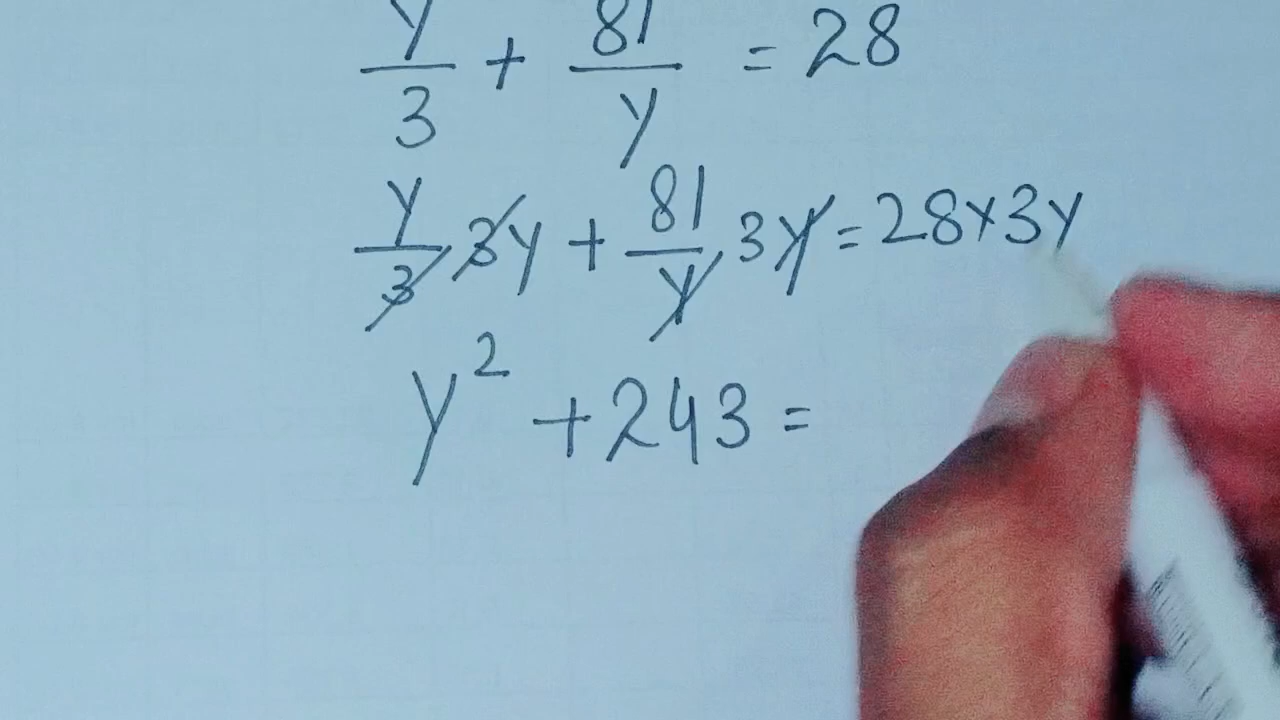 y/3 + 81/y = 28
y/3 · 3y + 81/y · 3y = 28×3y
y² + 243 =